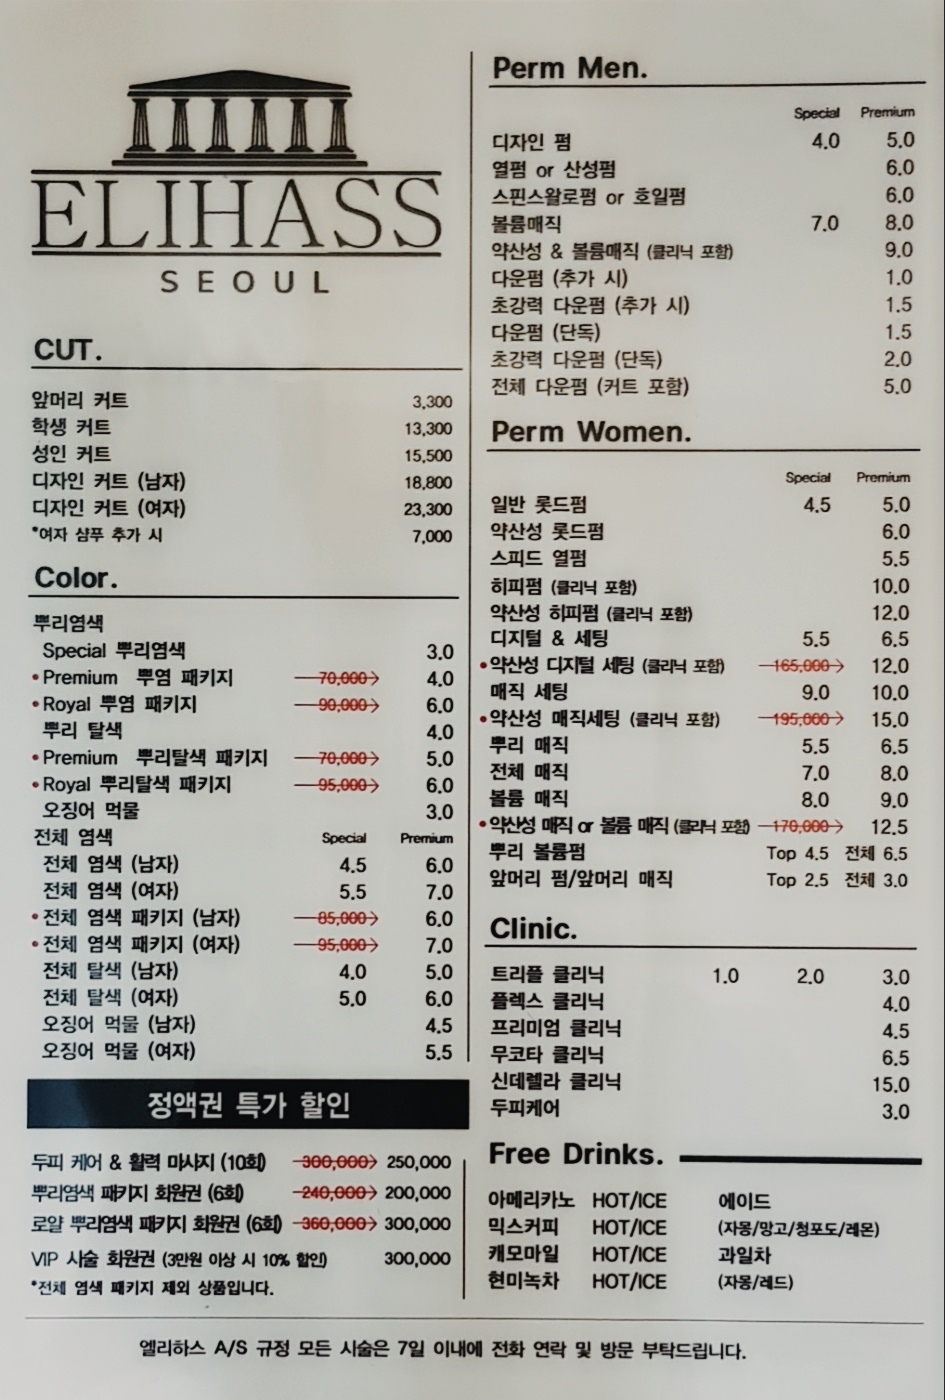 ELIHASS
SEOUL
CUT.
앞머리 커트 3,300
학생 커트 13,300
성인 커트 15,500
디자인 커트 (남자) 18,800
디자인 커트 (여자) 23,300
*여자 샴푸 추가 시 7,000
Color.
뿌리염색
Special 뿌리염색 3.0
•Premium 뿌염 패키지 70,000→ 4.0
•Royal 뿌염 패키지 90,000→ 6.0
뿌리 탈색 4.0
•Premium 뿌리탈색 패키지 70,000→ 5.0
•Royal 뿌리탈색 패키지 95,000→ 6.0
오징어 먹물 3.0
전체 염색 Special Premium
전체 염색 (남자) 4.5 6.0
전체 염색 (여자) 5.5 7.0
•전체 염색 패키지 (남자) 85,000→ 6.0
•전체 염색 패키지 (여자) 95,000→ 7.0
전체 탈색 (남자) 4.0 5.0
전체 탈색 (여자) 5.0 6.0
오징어 먹물 (남자) 4.5
오징어 먹물 (여자) 5.5
정액권 특가 할인
두피 케어 & 활력 마사지 (10회) 300,000→ 250,000
뿌리염색 패키지 회원권 (6회) 240,000→ 200,000
로얄 뿌리염색 패키지 회원권 (6회) 360,000→ 300,000
VIP 시술 회원권 (3만원 이상 시 10% 할인) 300,000
*전체 염색 패키지 제외 상품입니다.
Perm Men.
Special Premium
디자인 펌 4.0 5.0
열펌 or 산성펌 6.0
스핀스왈로펌 or 호일펌 6.0
볼륨매직 7.0 8.0
약산성 & 볼륨매직 (클리닉 포함) 9.0
다운펌 (추가 시) 1.0
초강력 다운펌 (추가 시) 1.5
다운펌 (단독) 1.5
초강력 다운펌 (단독) 2.0
전체 다운펌 (커트 포함) 5.0
Perm Women.
Special Premium
일반 롯드펌 4.5 5.0
약산성 롯드펌 6.0
스피드 열펌 5.5
히피펌 (클리닉 포함) 10.0
약산성 히피펌 (클리닉 포함) 12.0
디지털 & 세팅 5.5 6.5
•약산성 디지털 세팅 (클리닉 포함) 165,000→ 12.0
매직 세팅 9.0 10.0
•약산성 매직세팅 (클리닉 포함) 195,000→ 15.0
뿌리 매직 5.5 6.5
전체 매직 7.0 8.0
볼륨 매직 8.0 9.0
•약산성 매직 or 볼륨 매직 (클리닉 포함) 170,000→ 12.5
뿌리 볼륨펌 Top 4.5 전체 6.5
앞머리 펌/앞머리 매직 Top 2.5 전체 3.0
Clinic.
트리플 클리닉 1.0 2.0 3.0
플렉스 클리닉 4.0
프리미엄 클리닉 4.5
무코타 클리닉 6.5
신데렐라 클리닉 15.0
두피케어 3.0
Free Drinks.
아메리카노 HOT/ICE 에이드
믹스커피 HOT/ICE (자몽/망고/청포도/레몬)
캐모마일 HOT/ICE 과일차
현미녹차 HOT/ICE (자몽/레드)
엘리하스 A/S 규정 모든 시술은 7일 이내에 전화 연락 및 방문 부탁드립니다.